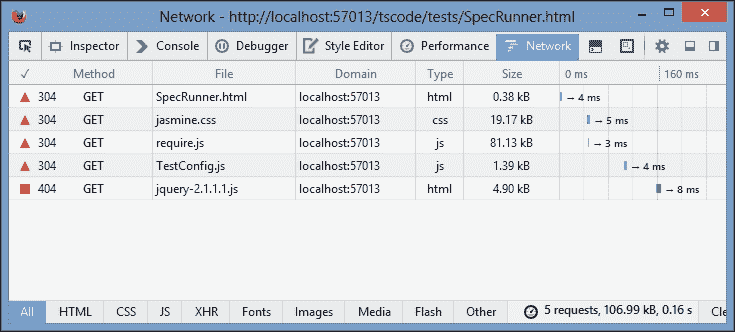 Network - http://localhost:57013/tscode/tests/SpecRunner.html
Inspector Console Debugger Style Editor Performance Network
✓ Method File Domain Type Size 0 ms 160 ms
304 GET SpecRunner.html localhost:57013 html 0.38 kB → 4 ms
304 GET jasmine.css localhost:57013 css 19.17 kB → 5 ms
304 GET require.js localhost:57013 js 81.13 kB → 3 ms
304 GET TestConfig.js localhost:57013 js 1.39 kB → 4 ms
404 GET jquery-2.1.1.1.js localhost:57013 html 4.90 kB → 8 ms
All HTML CSS JS XHR Fonts Images Media Flash Other 5 requests, 106.99 kB, 0.16 s Cle